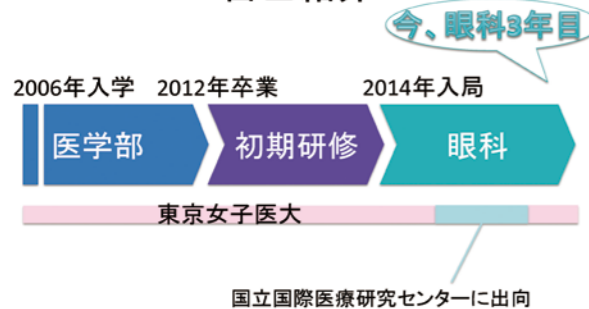 今、眼科3年目
2006年入学 2012年卒業 2014年入局
医学部 初期研修 眼科
東京女子医大
国立国際医療研究センターに出向